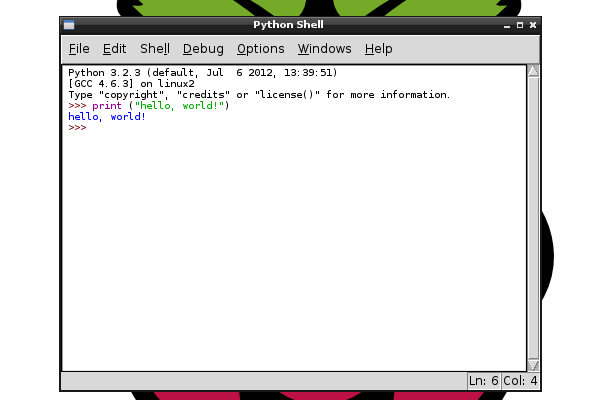 Python Shell
File Edit Shell Debug Options Windows Help
Python 3.2.3 (default, Jul  6 2012, 13:39:51)
[GCC 4.6.3] on linux2
Type "copyright", "credits" or "license()" for more information.
>>> print ("hello, world!")
hello, world!
>>>
Ln: 6 Col: 4